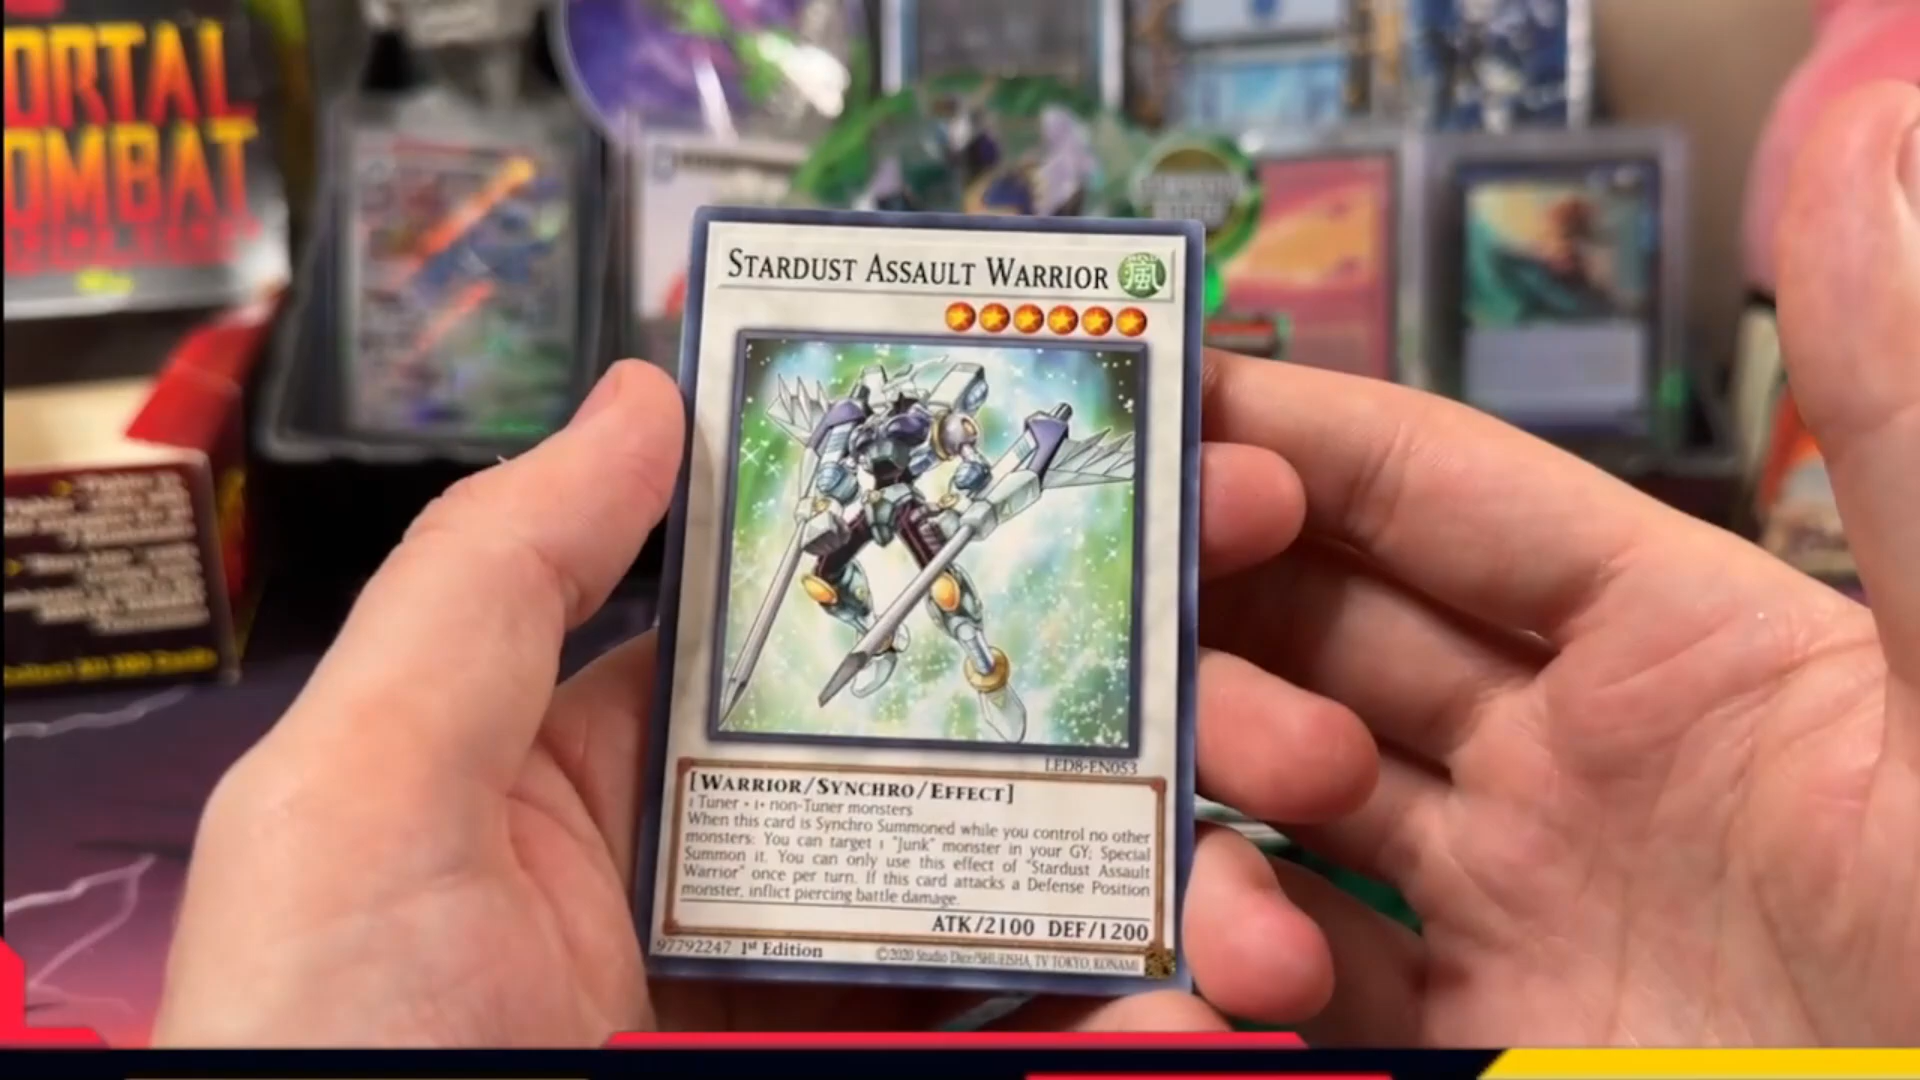 ORTAL
OMBAT
STARDUST ASSAULT WARRIOR
風
LED8-EN053
[WARRIOR/SYNCHRO/EFFECT]
1 Tuner + 1+ non-Tuner monsters
When this card is Synchro Summoned while you control no other
monsters: You can target 1 "Junk" monster in your GY; Special
Summon it. You can only use this effect of "Stardust Assault
Warrior" once per turn. If this card attacks a Defense Position
monster, inflict piercing battle damage.
ATK/2100 DEF/1200
97792247 1st Edition
©2020 Studio Dice/SHUEISHA, TV TOKYO, KONAMI